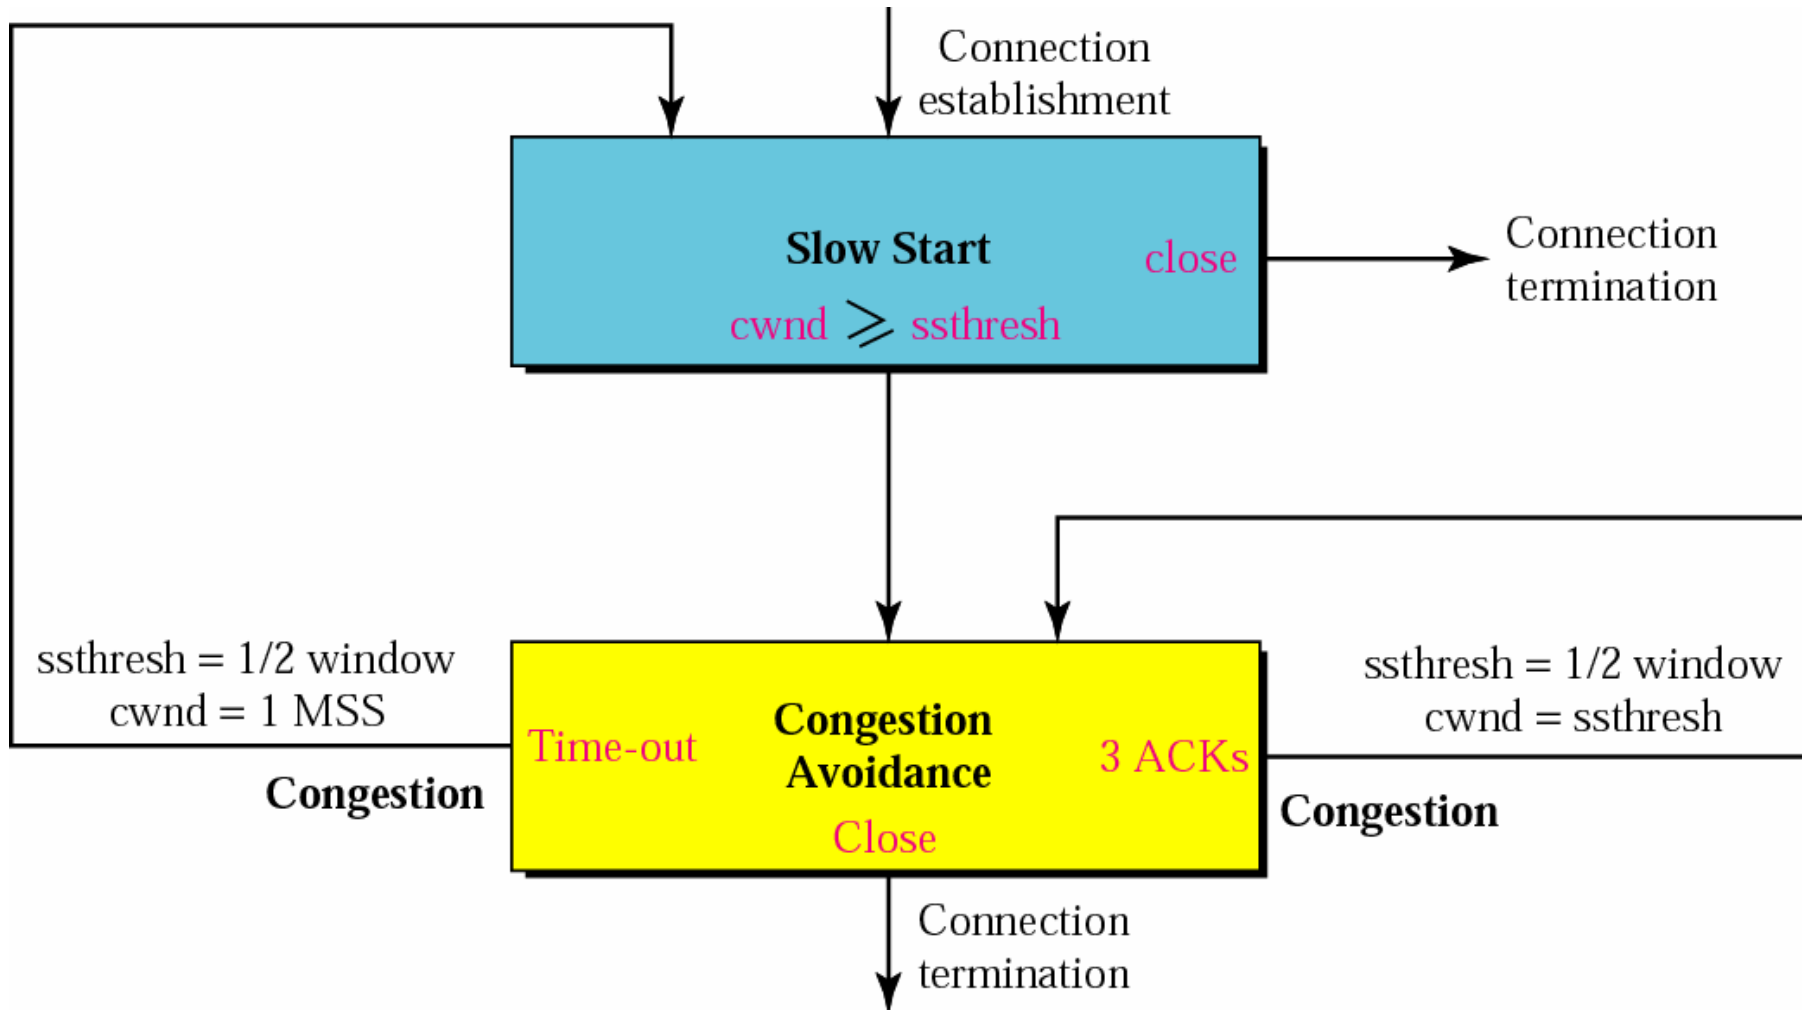 Connection
establishment
Slow Start
close
cwnd ⩾ ssthresh
Connection
termination
ssthresh = 1/2 window
cwnd = 1 MSS
Congestion
Time-out
Congestion
Avoidance
3 ACKs
Close
ssthresh = 1/2 window
cwnd = ssthresh
Congestion
Connection
termination